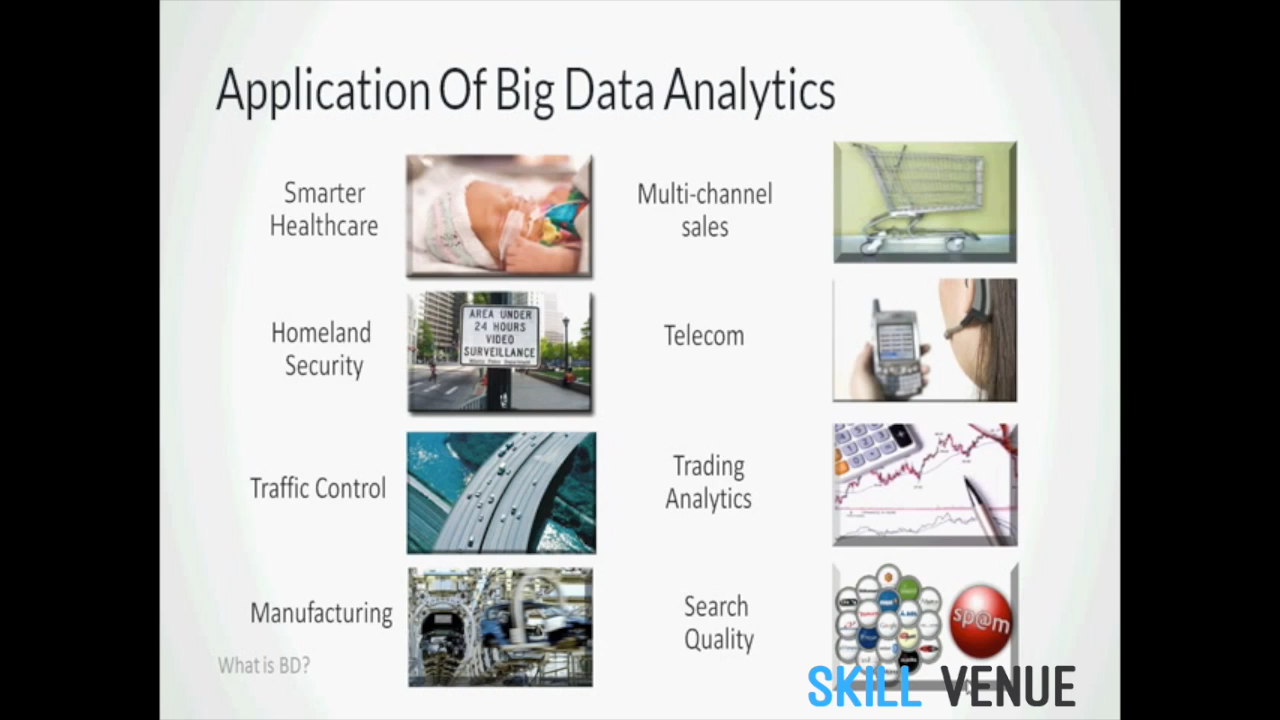 Application Of Big Data Analytics
Smarter
Healthcare
Multi-channel
sales
Homeland
Security
AREA UNDER
24 HOURS
VIDEO
SURVEILLANCE
Telecom
Traffic Control
Trading
Analytics
Manufacturing
Search
Quality
sp@m
What is BD?
SKILL VENUE